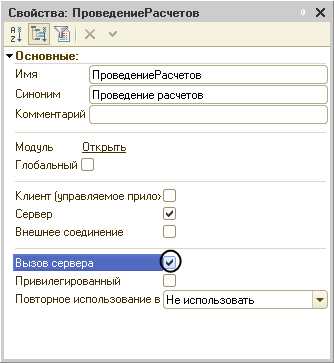 Свойства: ПроведениеРасчетов
Основные:
Имя ПроведениеРасчетов
Синоним Проведение расчетов
Комментарий
Модуль Открыть
Глобальный
Клиент (управляемое прилож
Сервер
Внешнее соединение
Вызов сервера
Привилегированный
Повторное использование в Не использовать